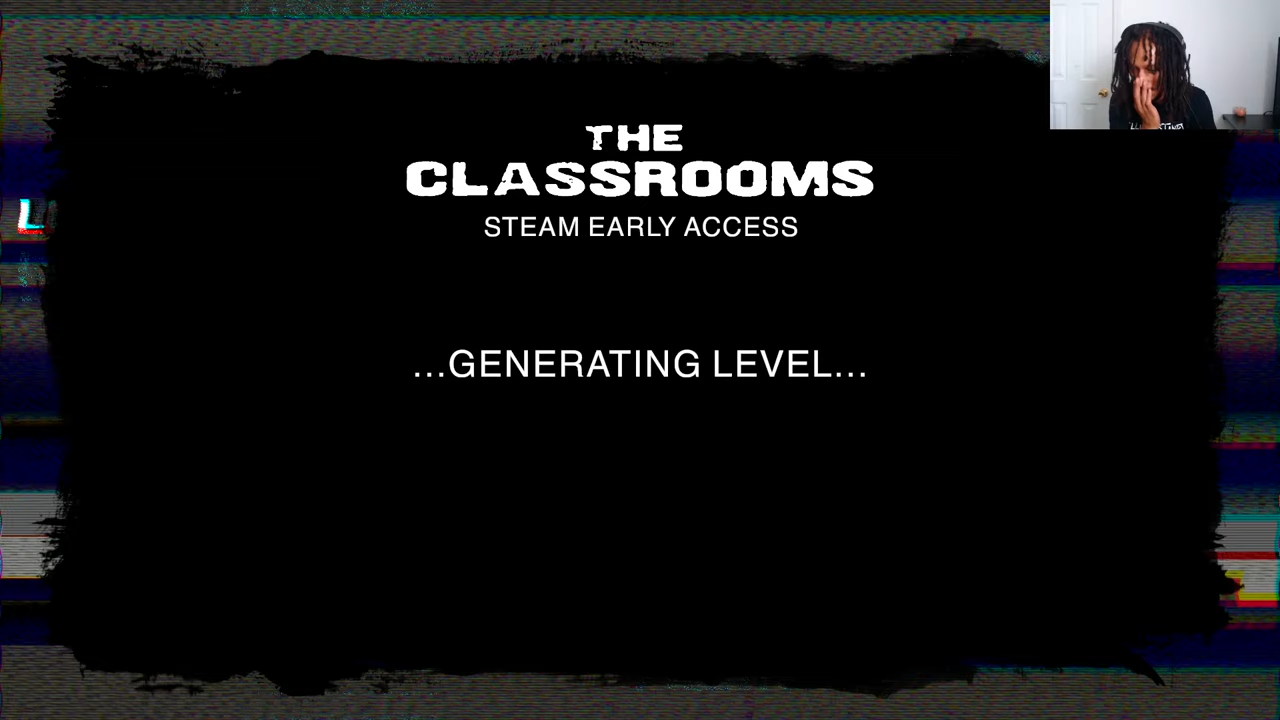 THE
CLASSROOMS
STEAM EARLY ACCESS
...GENERATING LEVEL...